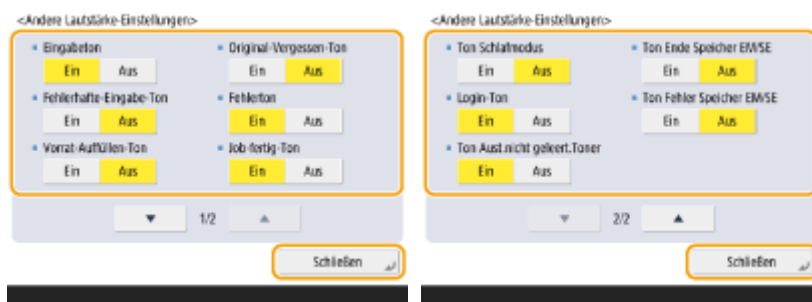 <Andere Lautstärke-Einstellungen>
Eingabeton
Ein Aus
Original-Vergessen-Ton
Ein Aus
Fehlerhafte-Eingabe-Ton
Ein Aus
Fehlerton
Ein Aus
Vorrat-Auffüllen-Ton
Ein Aus
Job-fertig-Ton
Ein Aus
1/2
Schließen
<Andere Lautstärke-Einstellungen>
Ton Schlafmodus
Ein Aus
Ton Ende Speicher EM/SE
Ein Aus
Login-Ton
Ein Aus
Ton Fehler Speicher EM/SE
Ein Aus
Ton Aust.nicht geleert.Toner
Ein Aus
2/2
Schließen